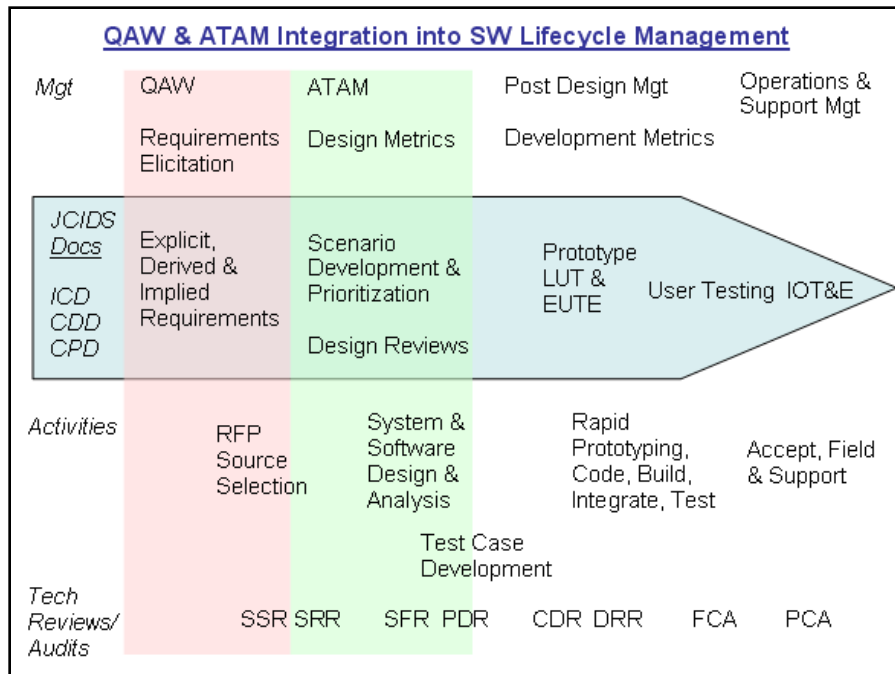 QAW & ATAM Integration into SW Lifecycle Management
Mgt
QAW
ATAM
Post Design Mgt
Operations &
Support Mgt
Requirements
Elicitation
Design Metrics
Development Metrics
JCIDS
Docs
ICD
CDD
CPD
Explicit,
Derived &
Implied
Requirements
Scenario
Development &
Prioritization
Design Reviews
Prototype
LUT &
EUTE
User Testing
IOT&E
Activities
RFP
Source
Selection
System &
Software
Design &
Analysis
Rapid
Prototyping,
Code, Build,
Integrate, Test
Accept, Field
& Support
Test Case
Development
Tech
Reviews/
Audits
SSR SRR SFR PDR CDR DRR FCA PCA